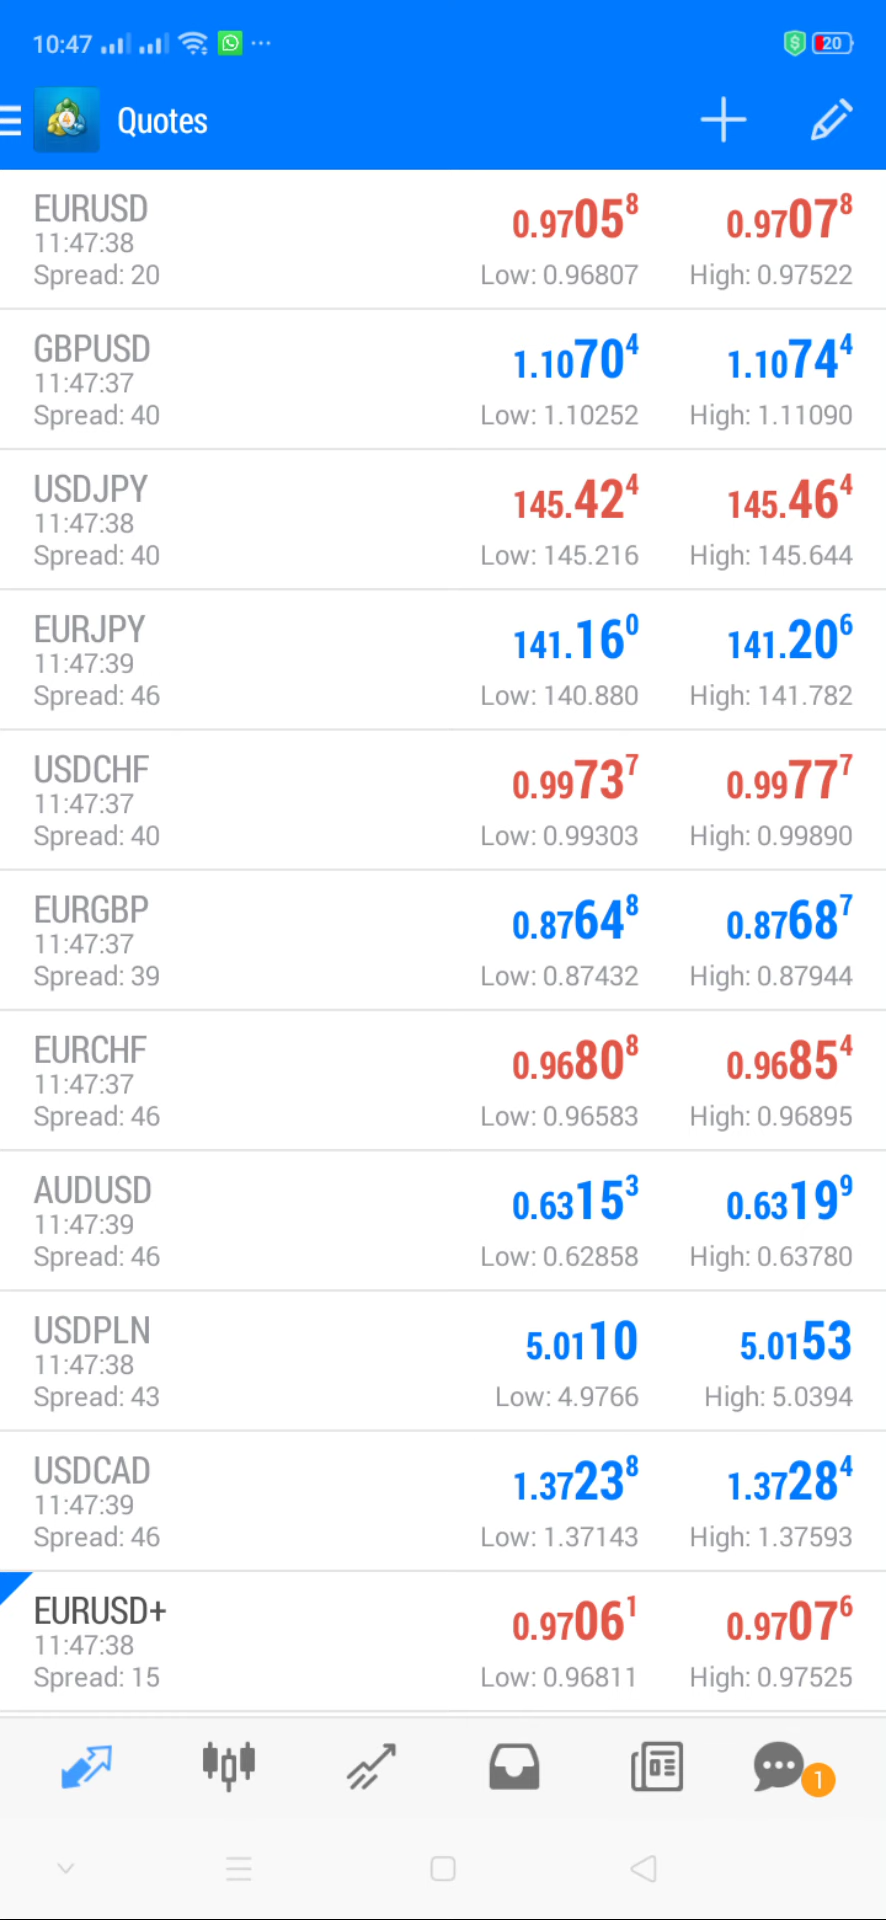 10:47 20
Quotes
EURUSD
11:47:38
Spread: 20
0.97058 0.97078
Low: 0.96807 High: 0.97522
GBPUSD
11:47:37
Spread: 40
1.10704 1.10744
Low: 1.10252 High: 1.11090
USDJPY
11:47:38
Spread: 40
145.424 145.464
Low: 145.216 High: 145.644
EURJPY
11:47:39
Spread: 46
141.160 141.206
Low: 140.880 High: 141.782
USDCHF
11:47:37
Spread: 40
0.99737 0.99777
Low: 0.99303 High: 0.99890
EURGBP
11:47:37
Spread: 39
0.87648 0.87687
Low: 0.87432 High: 0.87944
EURCHF
11:47:37
Spread: 46
0.96808 0.96854
Low: 0.96583 High: 0.96895
AUDUSD
11:47:39
Spread: 46
0.63153 0.63199
Low: 0.62858 High: 0.63780
USDPLN
11:47:38
Spread: 43
5.0110 5.0153
Low: 4.9766 High: 5.0394
USDCAD
11:47:39
Spread: 46
1.37238 1.37284
Low: 1.37143 High: 1.37593
EURUSD+
11:47:38
Spread: 15
0.97061 0.97076
Low: 0.96811 High: 0.97525
1